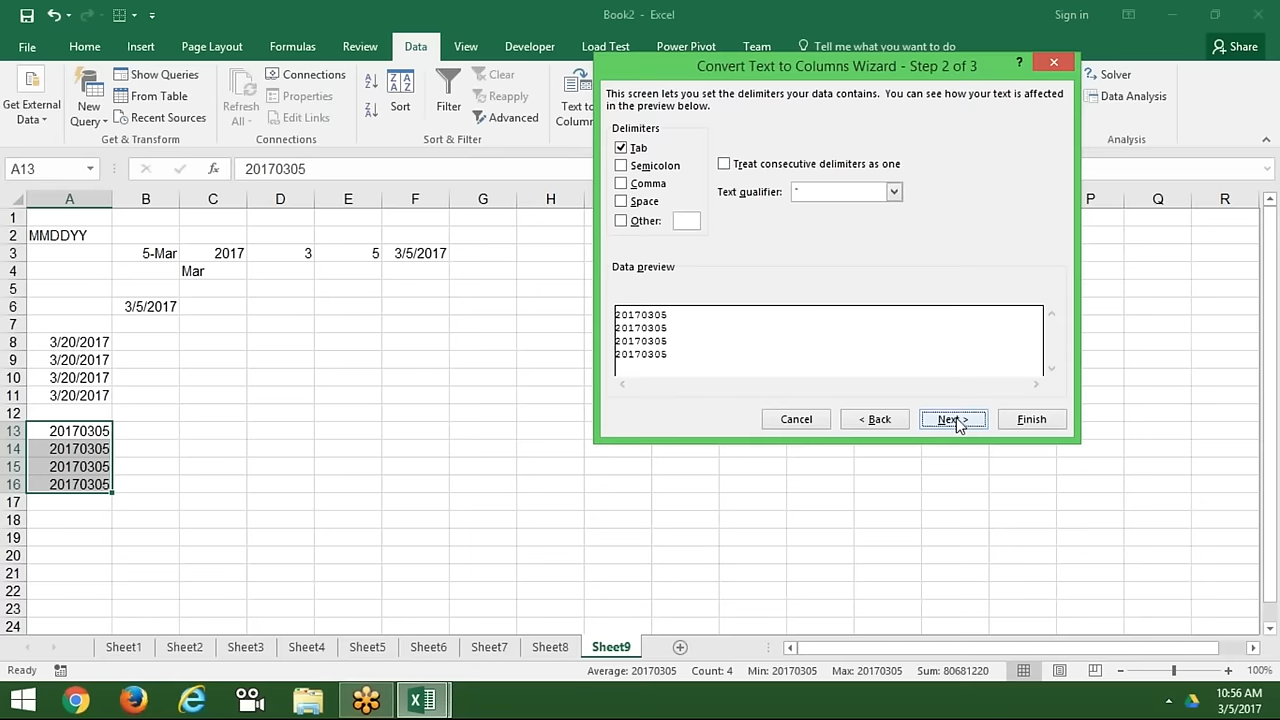 Book2 - Excel
Sign in
File Home Insert Page Layout Formulas Review Data View Developer Load Test Power Pivot Team Tell me what you want to do Share
Get External Data
New Query
Show Queries
From Table
Recent Sources
Get & Transform
Refresh All
Connections
Properties
Edit Links
Connections
Sort
Filter
Clear
Reapply
Advanced
Sort & Filter
Text to
Column
Solver
Data Analysis
Analysis
Convert Text to Columns Wizard - Step 2 of 3
?
This screen lets you set the delimiters your data contains. You can see how your text is affected
in the preview below.
Delimiters
Tab
Semicolon
Comma
Space
Other:
Treat consecutive delimiters as one
Text qualifier:
Data preview
20170305
20170305
20170305
20170305
Cancel
< Back
Next >
Finish
A13
fx
20170305
A B C D E F G H P Q R
1
2 MMDDYY
3 5-Mar 2017 3 5 3/5/2017
4 Mar
5
6 3/5/2017
7
8 3/20/2017
9 3/20/2017
10 3/20/2017
11 3/20/2017
12
13 20170305
14 20170305
15 20170305
16 20170305
17
18
19
20
21
22
23
24
Sheet1 Sheet2 Sheet3 Sheet4 Sheet5 Sheet6 Sheet7 Sheet8 Sheet9
Ready
Average: 20170305 Count: 4 Min: 20170305 Max: 20170305 Sum: 80681220
100%
10:56 AM
3/5/2017